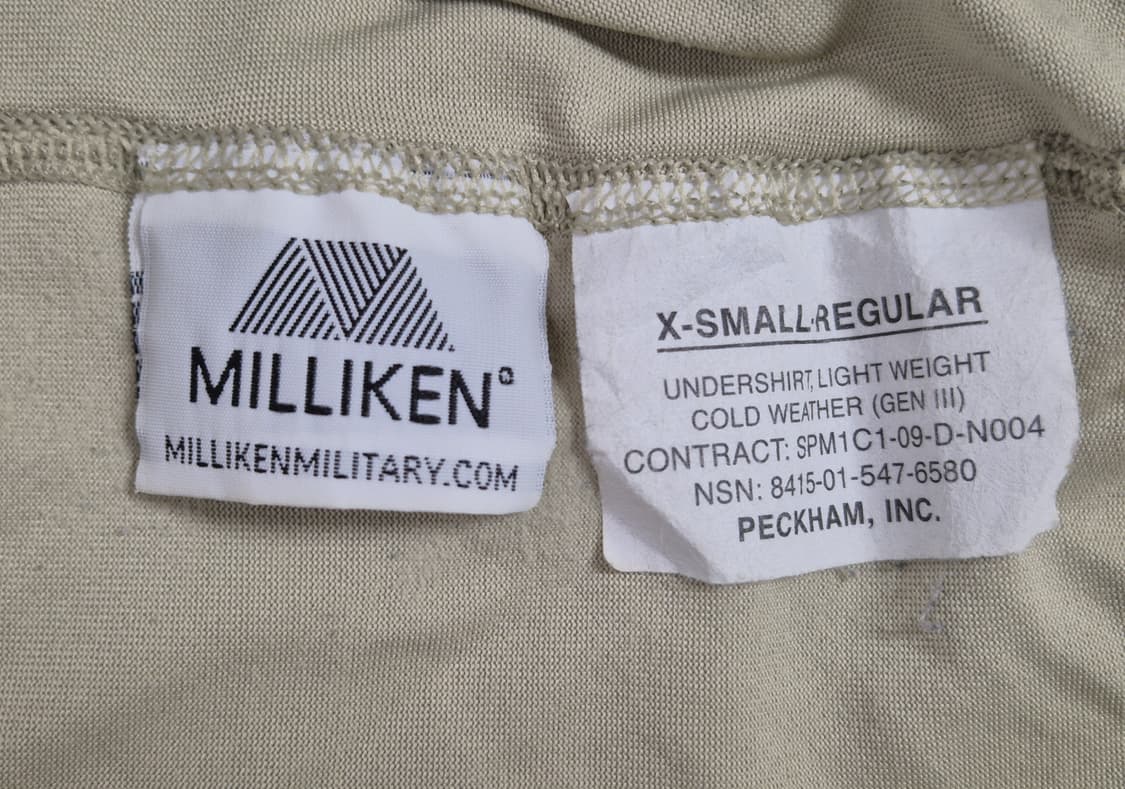 MILLIKEN®
MILLIKENMILITARY.COM
X-SMALL-REGULAR
UNDERSHIRT, LIGHT WEIGHT
COLD WEATHER (GEN III)
CONTRACT: SPM1C1-09-D-N004
NSN: 8415-01-547-6580
PECKHAM, INC.